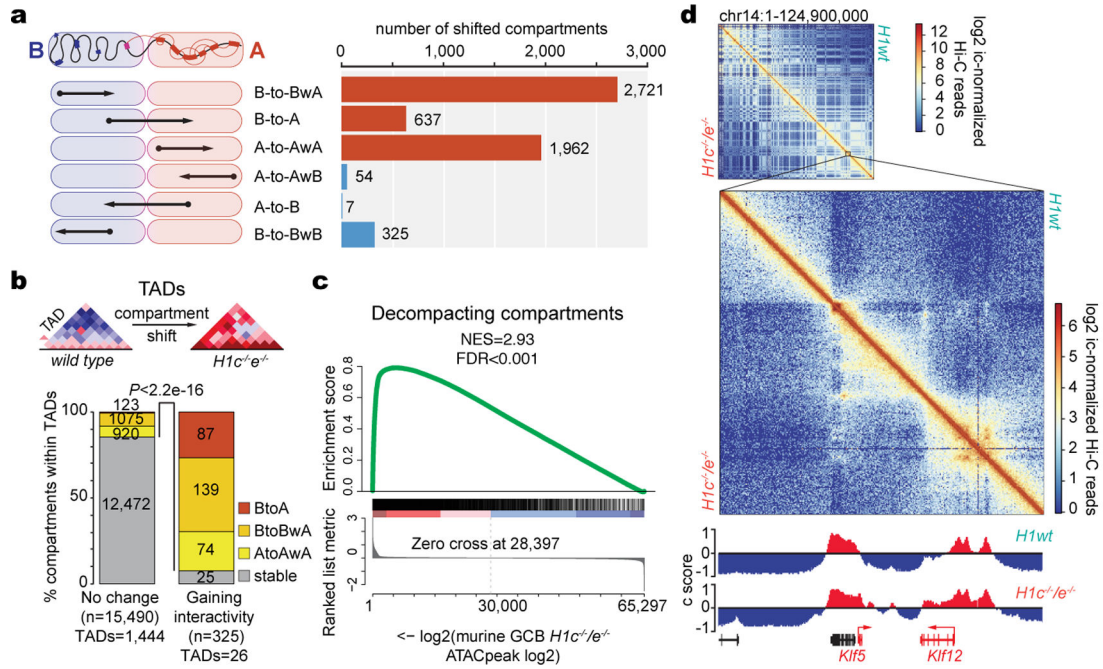 a
number of shifted compartments
0 1,000 2,000 3,000
B A
B-to-BwA 2,721
B-to-A 637
A-to-AwA 1,962
A-to-AwB 54
A-to-B 7
B-to-BwB 325
b
TADs
TAD
compartment
shift
wild type H1c-/-e-/-
P<2.2e-16
% compartments within TADs
100
50
0
123
1075
920
12,472
87
139
74
25
BtoA
BtoBwA
AtoAwA
stable
No change
(n=15,490)
TADs=1,444
Gaining
interactivity
(n=325)
TADs=26
c
Decompacting compartments
NES=2.93
FDR<0.001
Enrichment score
0.8
0.6
0.4
0.2
0.0
Ranked list metric
3
2
0
−2
Zero cross at 28,397
1 30,000 65,297
<− log2(murine GCB H1c-/-/e-/-
ATACpeak log2)
d
chr14:1-124,900,000
H1wt
H1c-/-/e-/-
12
10
8
6
4
2
0
log2 ic-normalized
Hi-C reads
H1wt
H1c-/-/e-/-
6
5
4
3
2
1
0
log2 ic-normalized Hi-C reads
c score
1
0
-1
H1wt
1
0
-1
H1c-/-/e-/-
Klf5 Klf12